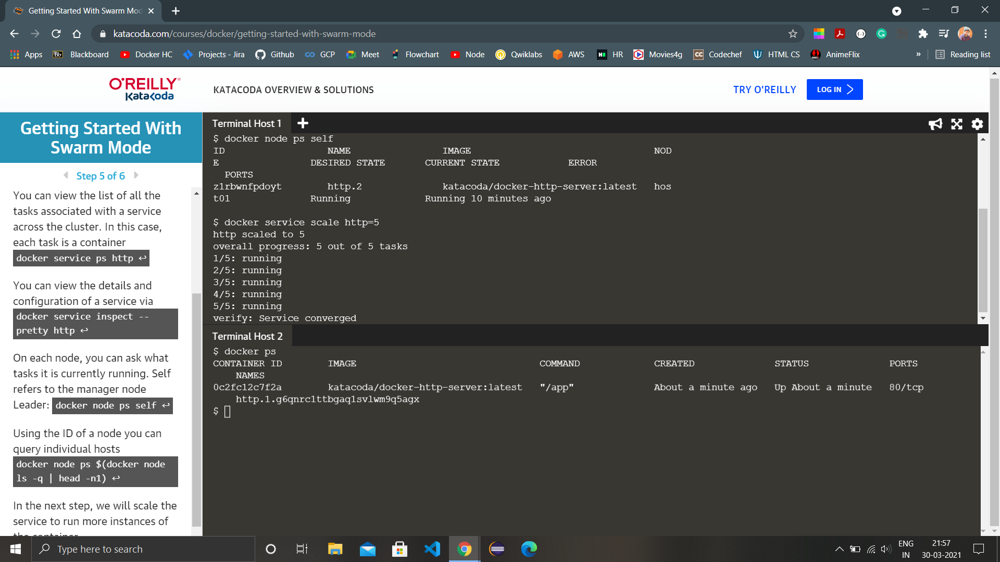 Getting Started With Swarm Mod
katacoda.com/courses/docker/getting-started-with-swarm-mode
Apps Bb Blackboard Docker HC Projects - Jira Github GCP Meet Flowchart Node Qwiklabs AWS HR Movies4g CC Codechef HTML CS AnimeFlix » Reading list
O'REILLY®
Katacoda
KATACODA OVERVIEW & SOLUTIONS
TRY O'REILLY
LOG IN
Getting Started With
Swarm Mode
Step 5 of 6
You can view the list of all the
tasks associated with a service
across the cluster. In this case,
each task is a container
docker service ps http ↩
You can view the details and
configuration of a service via
docker service inspect --
pretty http ↩
On each node, you can ask what
tasks it is currently running. Self
refers to the manager node
Leader: docker node ps self ↩
Using the ID of a node you can
query individual hosts
docker node ps $(docker node
ls -q | head -n1) ↩
In the next step, we will scale the
service to run more instances of
the container.
Terminal Host 1
$ docker node ps self
ID NAME IMAGE NOD
E DESIRED STATE CURRENT STATE ERROR
PORTS
z1rbwnfpdoyt http.2 katacoda/docker-http-server:latest hos
t01 Running Running 10 minutes ago
$ docker service scale http=5
http scaled to 5
overall progress: 5 out of 5 tasks
1/5: running
2/5: running
3/5: running
4/5: running
5/5: running
verify: Service converged
Terminal Host 2
$ docker ps
CONTAINER ID IMAGE COMMAND CREATED STATUS PORTS
NAMES
0c2fc12c7f2a katacoda/docker-http-server:latest "/app" About a minute ago Up About a minute 80/tcp
http.1.g6qnrc1ttbgaq1svlwm9q5agx
$
Type here to search
ENG
IN
21:57
30-03-2021